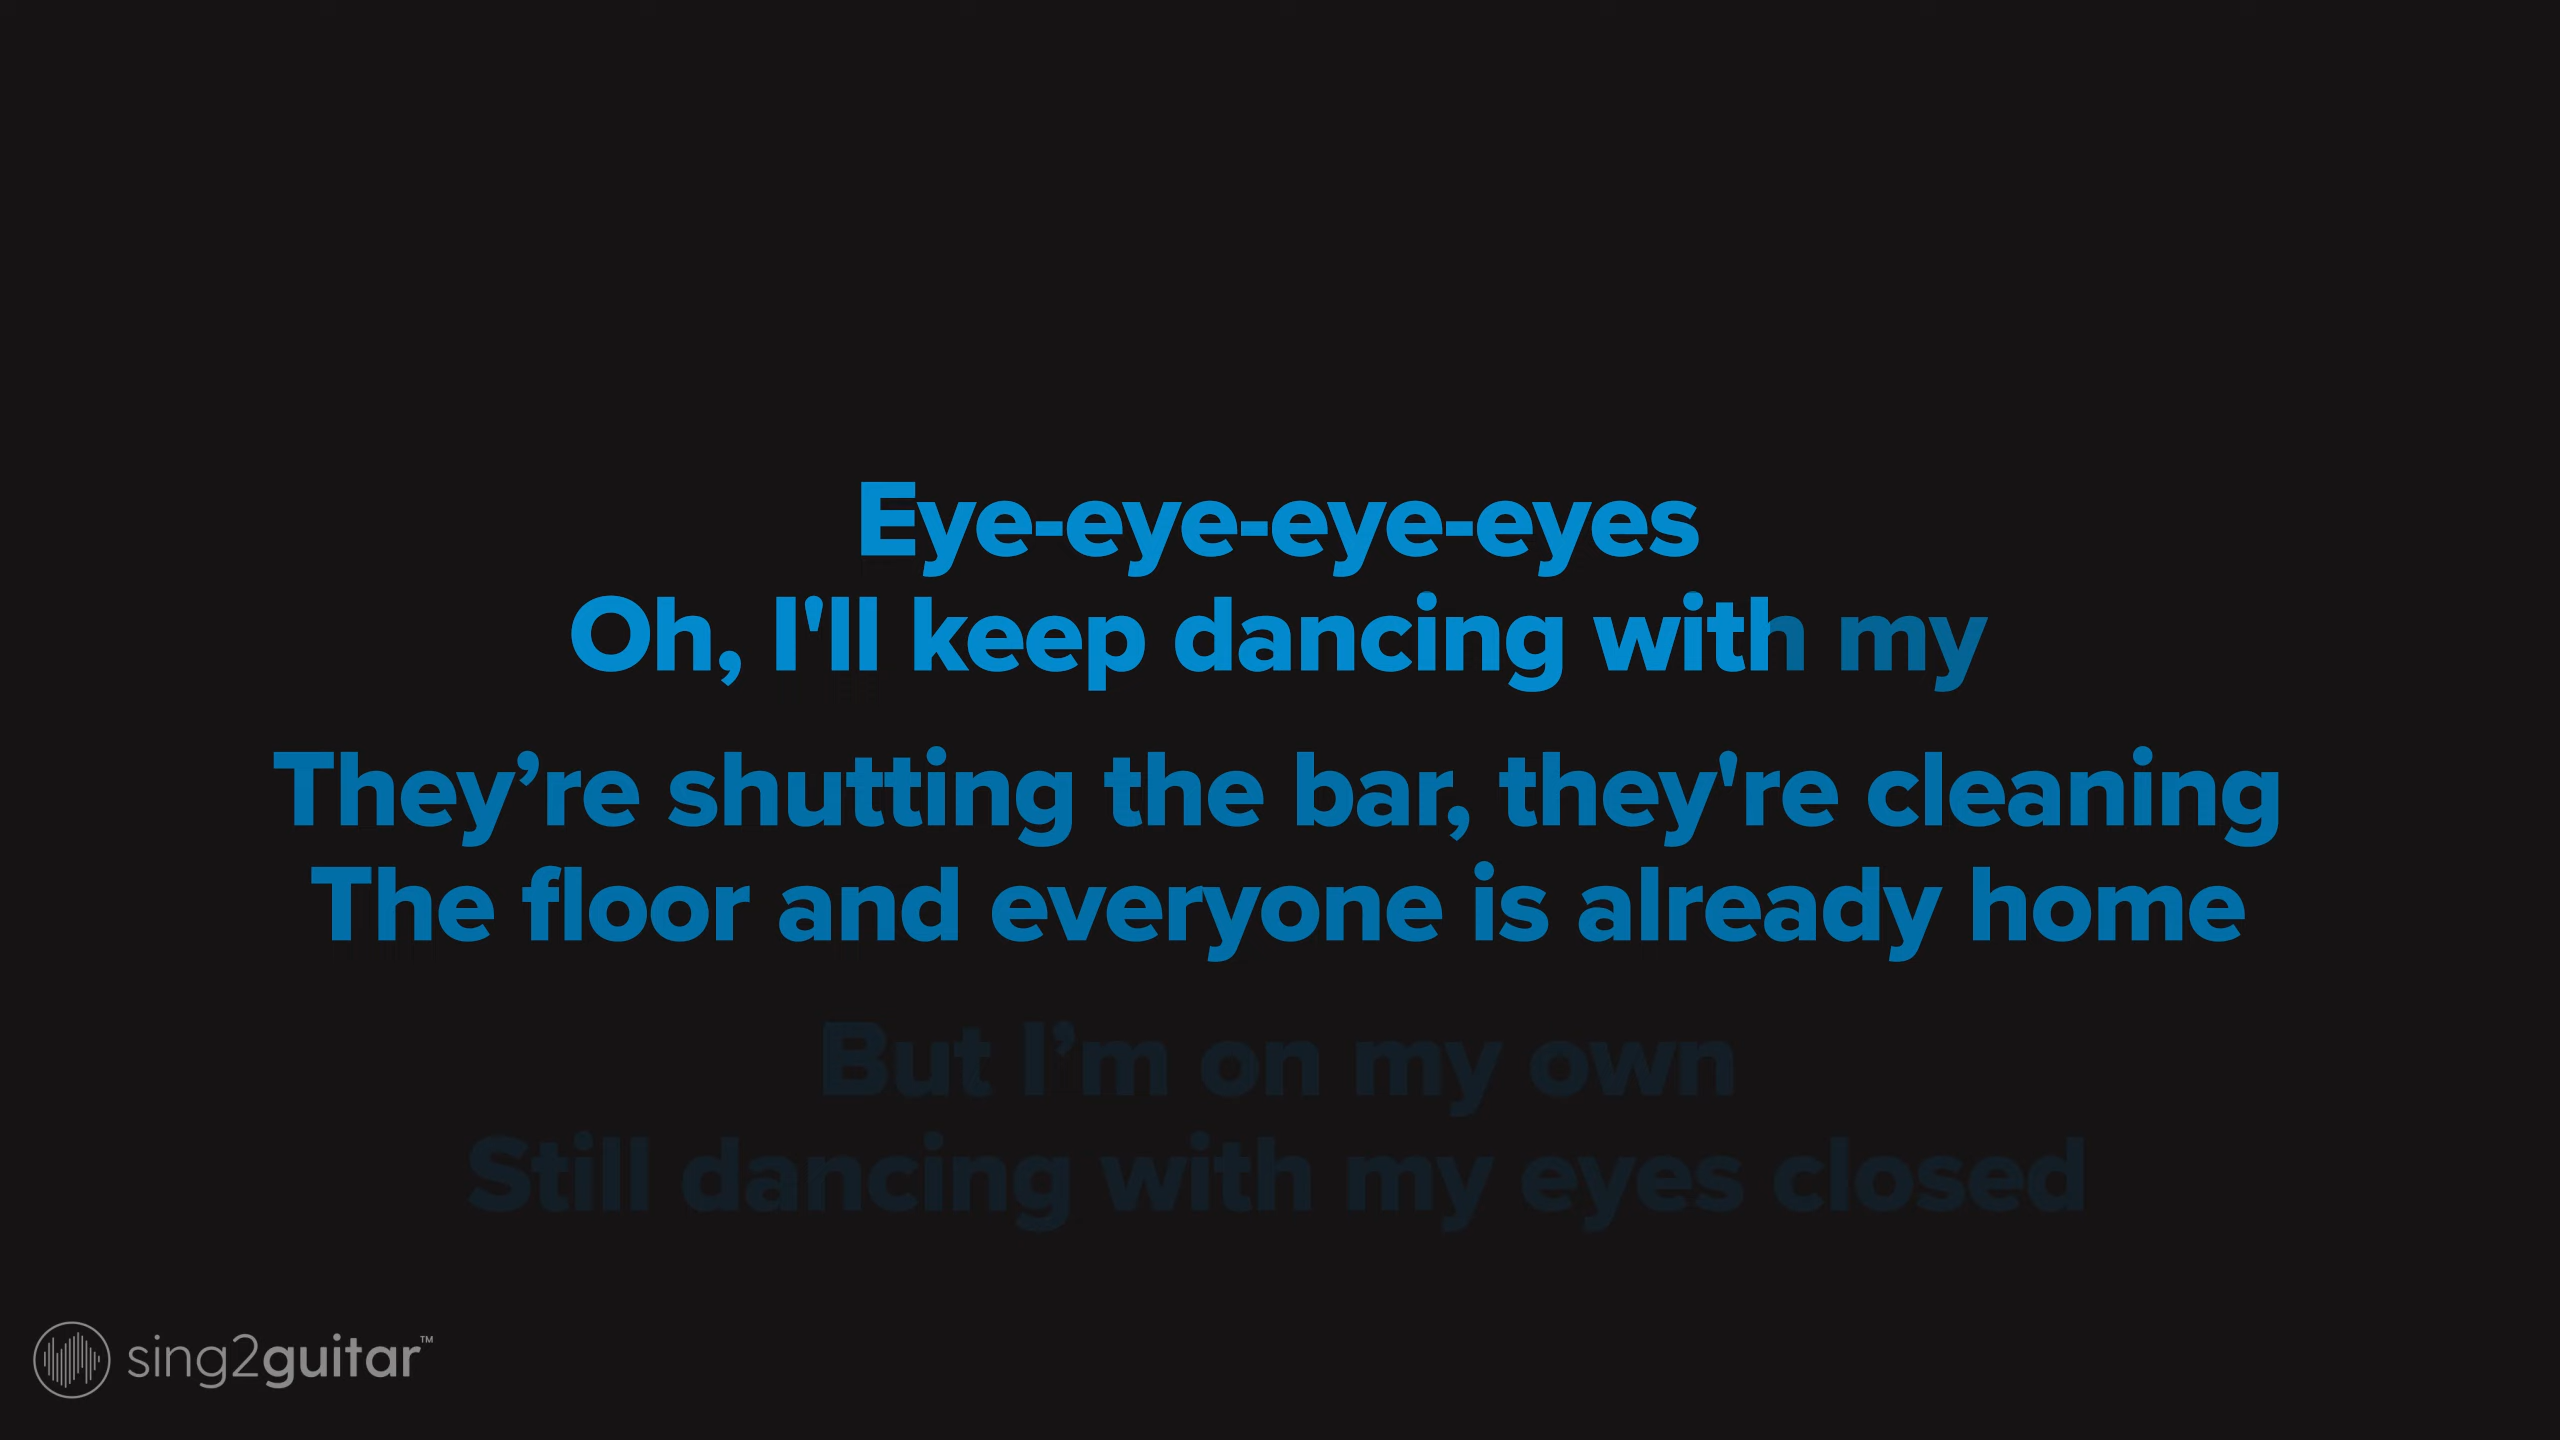 Eye-eye-eye-eyes
Oh, I'll keep dancing with my
They’re shutting the bar, they're cleaning
The floor and everyone is already home
But I’m on my own
Still dancing with my eyes closed
sing2guitar™